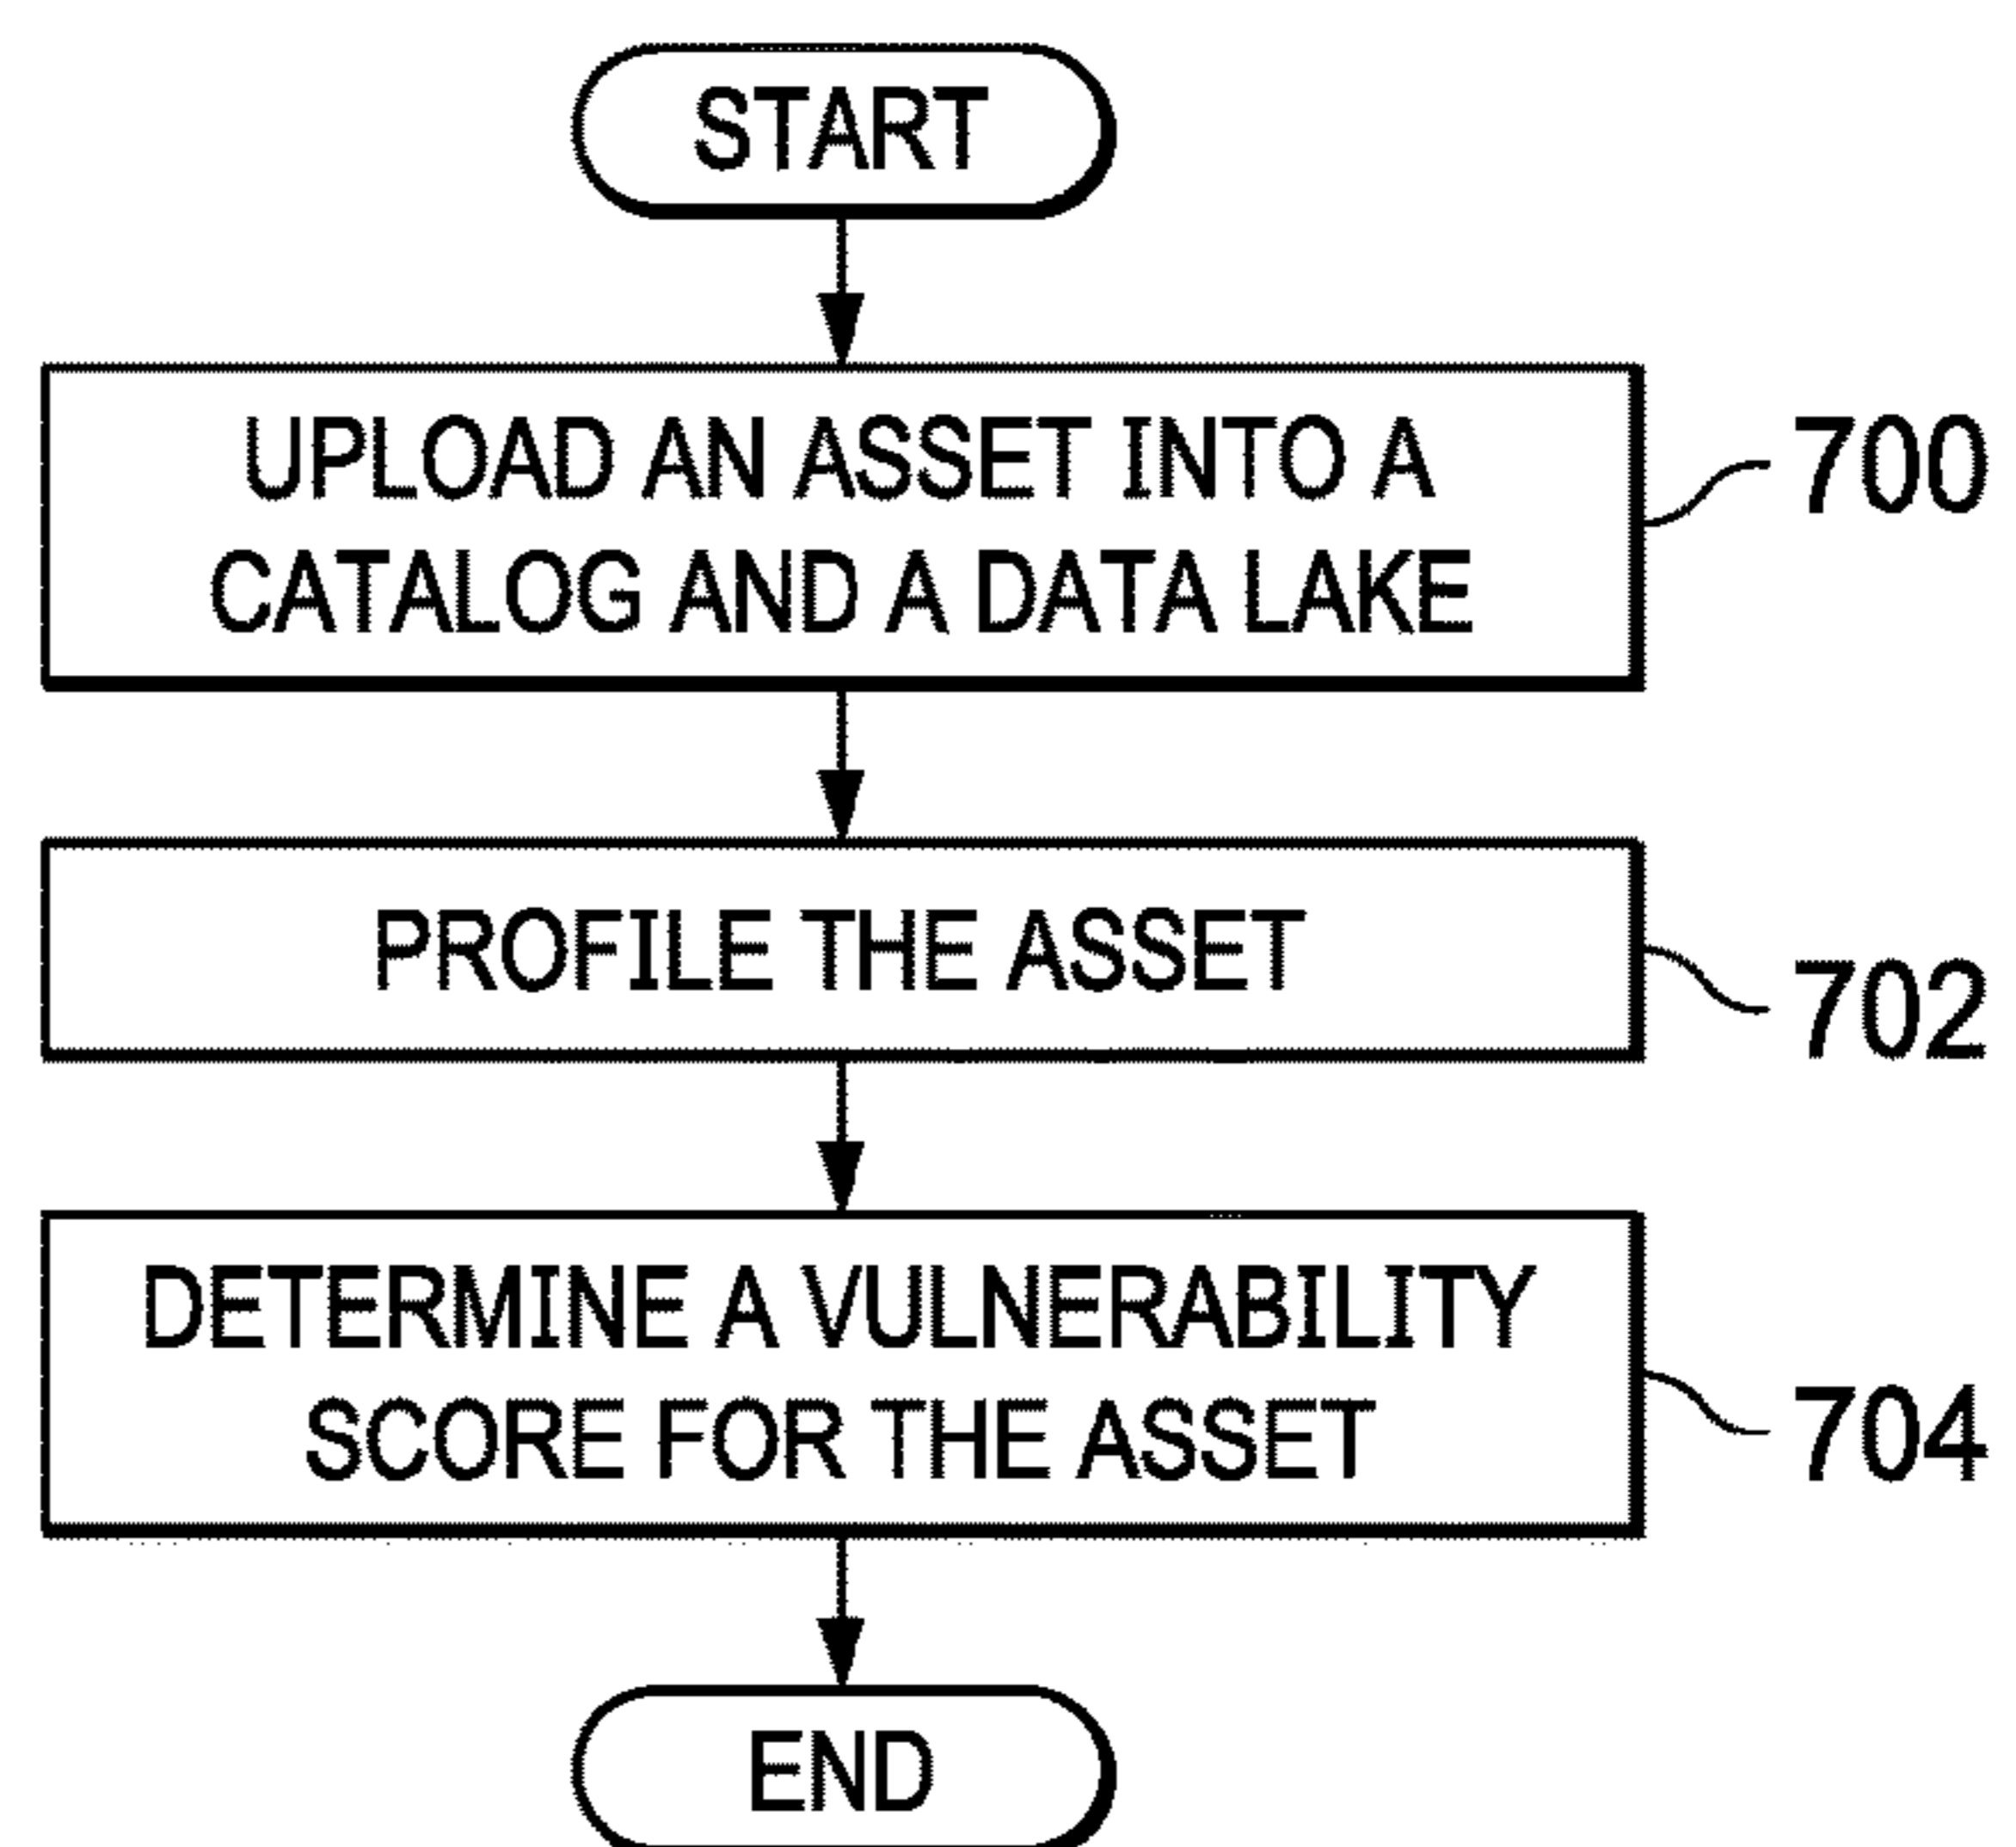 START
UPLOAD AN ASSET INTO A
CATALOG AND A DATA LAKE
700
PROFILE THE ASSET
702
DETERMINE A VULNERABILITY
SCORE FOR THE ASSET
704
END